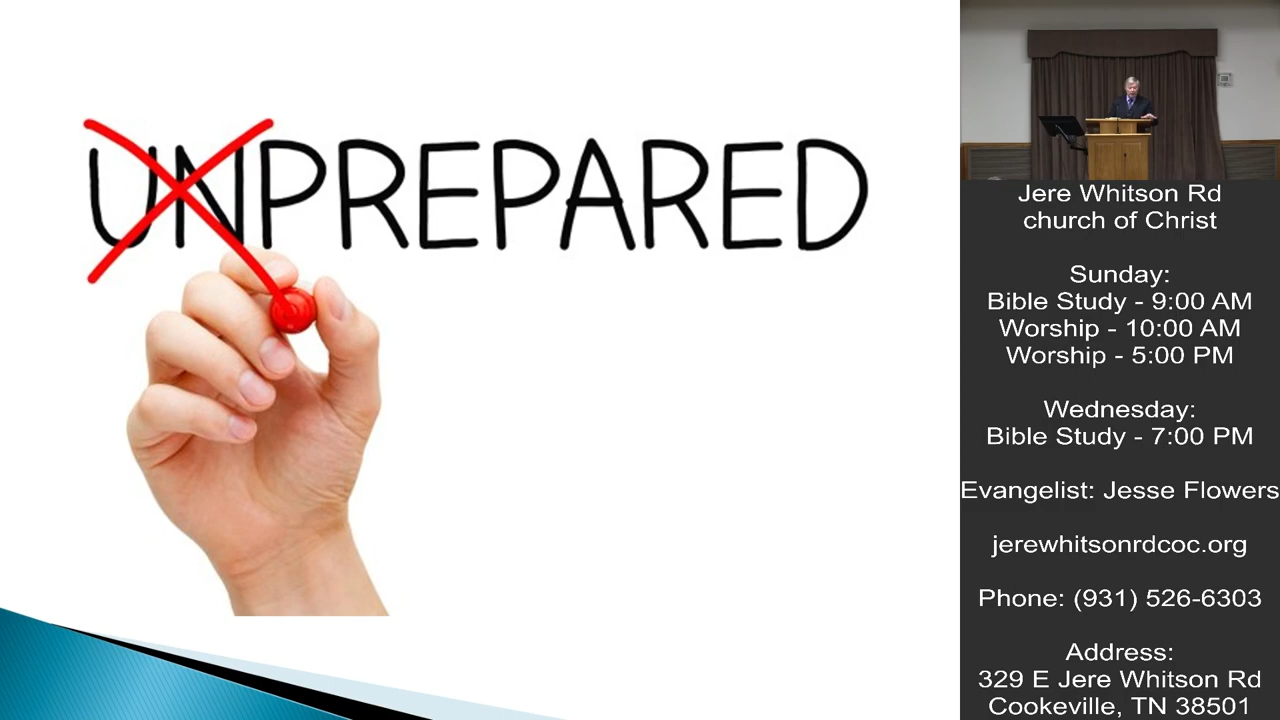 UNPREPARED
Jere Whitson Rd
church of Christ
Sunday:
Bible Study - 9:00 AM
Worship - 10:00 AM
Worship - 5:00 PM
Wednesday:
Bible Study - 7:00 PM
Evangelist: Jesse Flowers
jerewhitsonrdcoc.org
Phone: (931) 526-6303
Address:
329 E Jere Whitson Rd
Cookeville, TN 38501